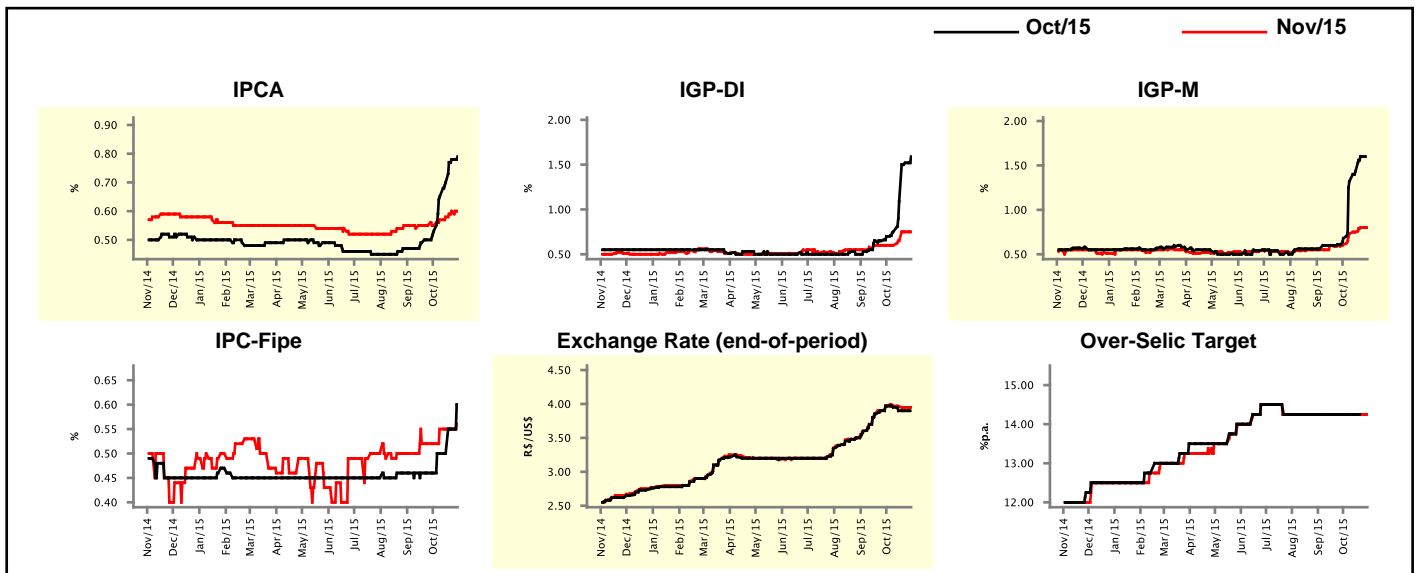 Oct/15 Nov/15
IPCA
0.90
0.80
0.70
0.60
0.50
%
Nov/14 Dec/14 Jan/15 Feb/15 Mar/15 Apr/15 May/15 Jun/15 Jul/15 Aug/15 Sep/15 Oct/15
IGP-DI
2.00
1.50
1.00
0.50
%
Nov/14 Dec/14 Jan/15 Feb/15 Mar/15 Apr/15 May/15 Jun/15 Jul/15 Aug/15 Sep/15 Oct/15
IGP-M
2.00
1.50
1.00
0.50
%
Nov/14 Dec/14 Jan/15 Feb/15 Mar/15 Apr/15 May/15 Jun/15 Jul/15 Aug/15 Sep/15 Oct/15
IPC-Fipe
0.65
0.60
0.55
0.50
0.45
0.40
%
Nov/14 Dec/14 Jan/15 Feb/15 Mar/15 Apr/15 May/15 Jun/15 Jul/15 Aug/15 Sep/15 Oct/15
Exchange Rate (end-of-period)
4.50
4.00
3.50
3.00
2.50
R$/US$
Nov/14 Dec/14 Jan/15 Feb/15 Mar/15 Apr/15 May/15 Jun/15 Jul/15 Aug/15 Sep/15 Oct/15
Over-Selic Target
15.00
14.00
13.00
12.00
%p.a.
Nov/14 Dec/14 Jan/15 Feb/15 Mar/15 Apr/15 May/15 Jun/15 Jul/15 Aug/15 Sep/15 Oct/15